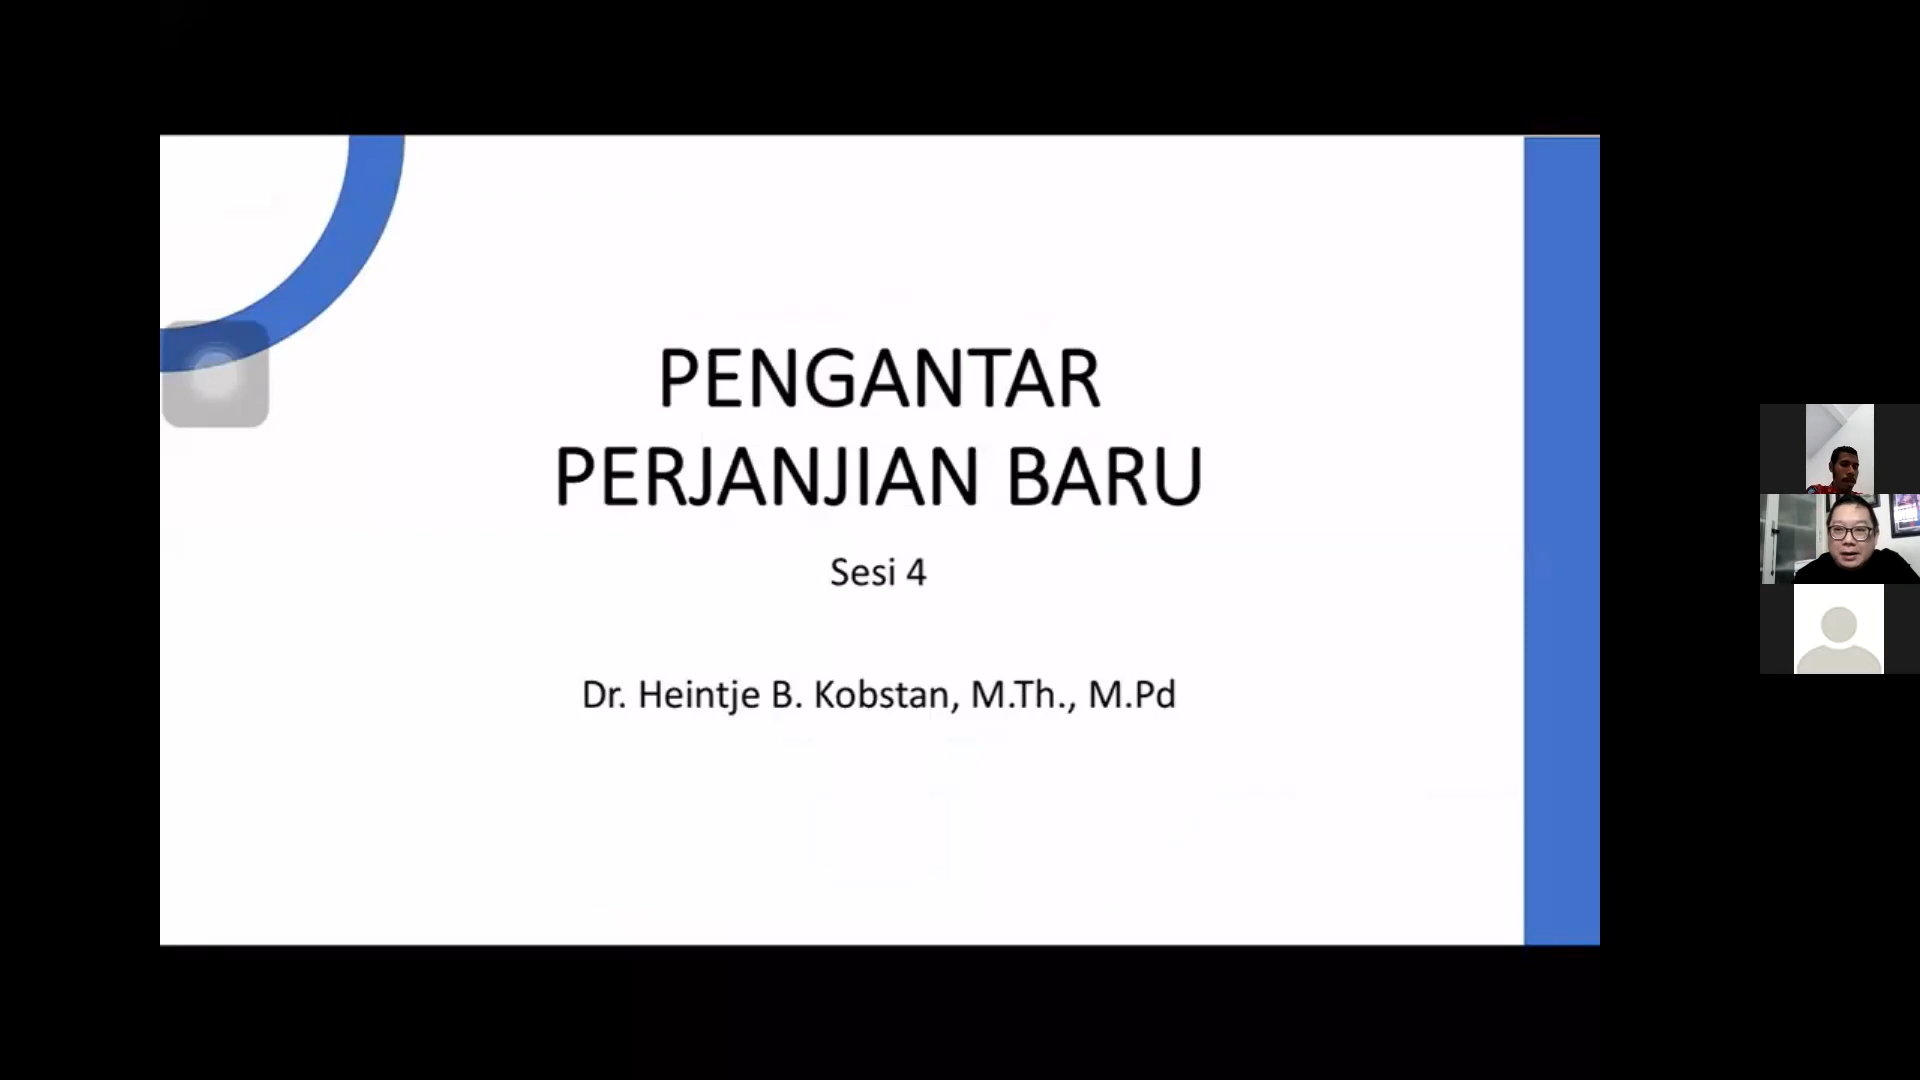 PENGANTAR
PERJANJIAN BARU
Sesi 4
Dr. Heintje B. Kobstan, M.Th., M.Pd